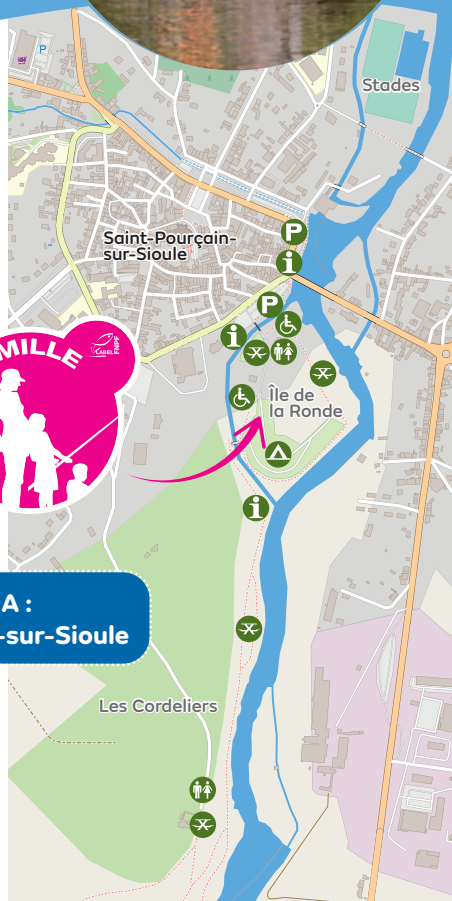 P
Stades
Saint-Pourçain-
sur-Sioule
P
i
P
i
MILLE
LABEL
FNPF
Île de
la Ronde
i
A :
-sur-Sioule
Les Cordeliers